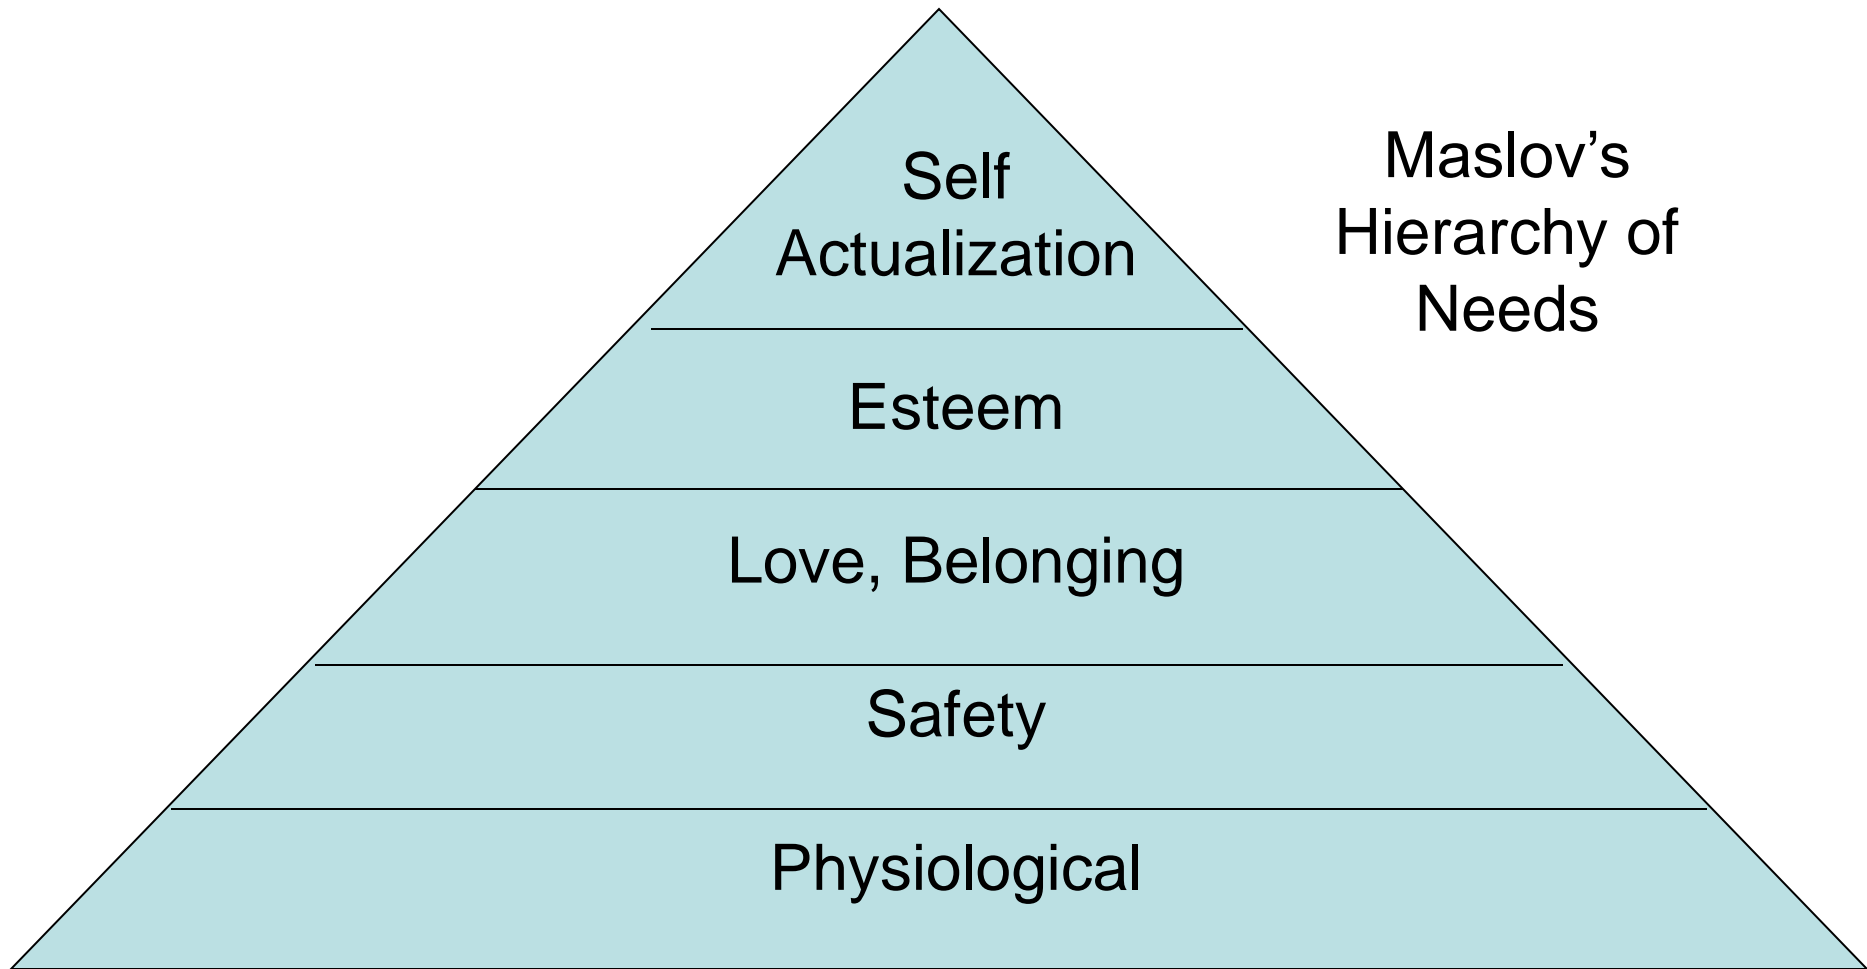 Self
Actualization
Maslov’s
Hierarchy of
Needs
Esteem
Love, Belonging
Safety
Physiological